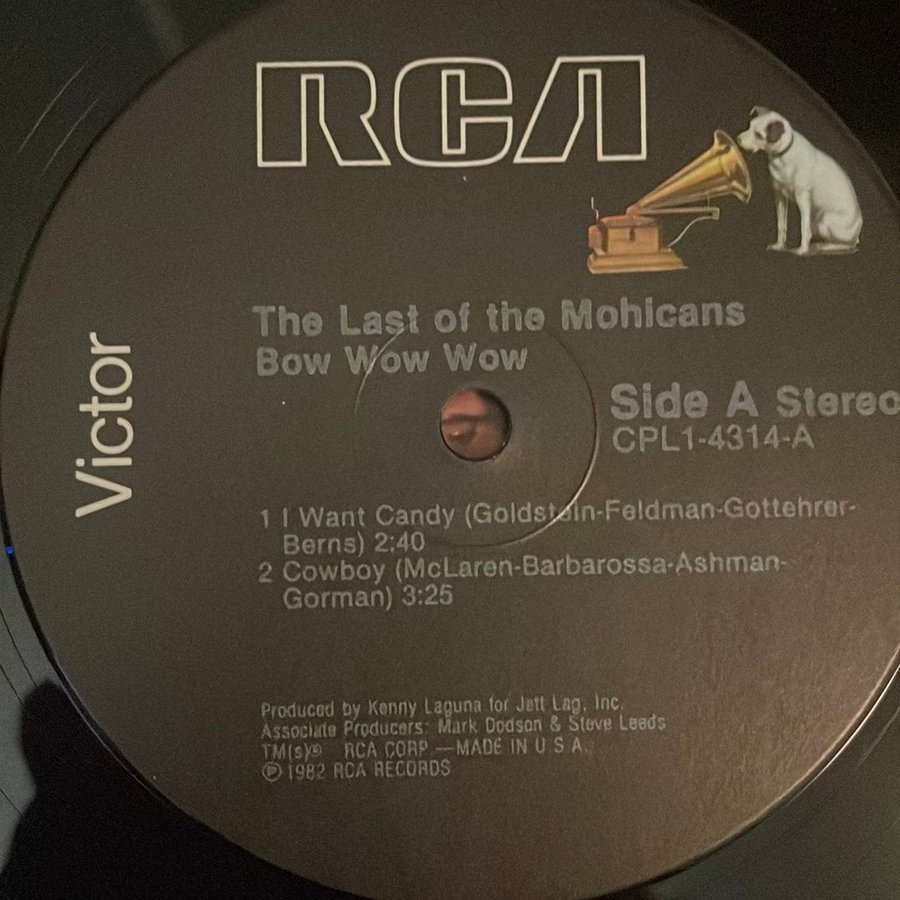 RCA
Victor
The Last of the Mohicans
Bow Wow Wow
Side A Stereo
CPL1-4314-A
1 I Want Candy (Goldstein-Feldman-Gottehrer-
Berns) 2:40
2 Cowboy (McLaren-Barbarossa-Ashman-
Gorman) 3:25
Produced by Kenny Laguna for Jett Lag, Inc.
Associate Producers: Mark Dodson & Steve Leeds
TM(s)® RCA CORP.—MADE IN U.S.A.
℗ 1982 RCA RECORDS